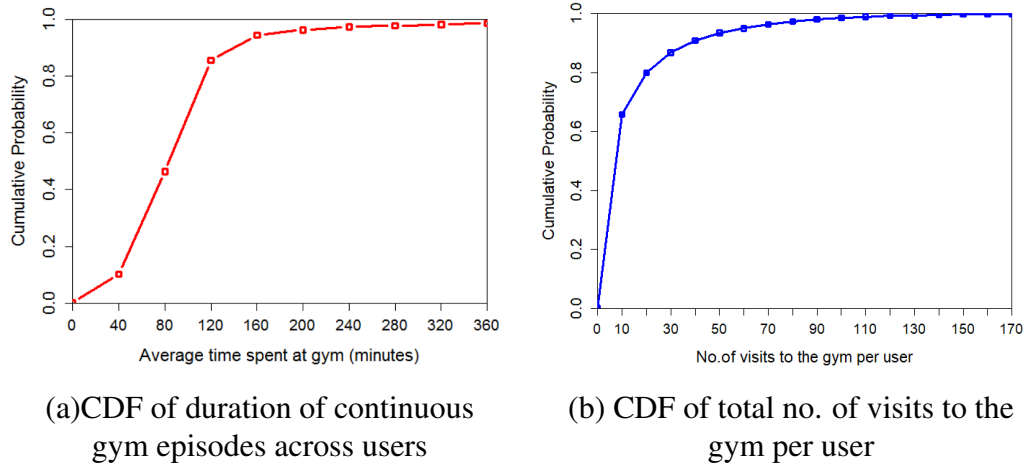 Cumulative Probability
1.0
0.8
0.6
0.4
0.2
0.0
0 40 80 120 160 200 240 280 320 360
Average time spent at gym (minutes)
(a)CDF of duration of continuous
gym episodes across users
Cumulative Probability
1.0
0.8
0.6
0.4
0.2
0.0
0 10 30 50 70 90 110 130 150 170
No.of visits to the gym per user
(b) CDF of total no. of visits to the
gym per user